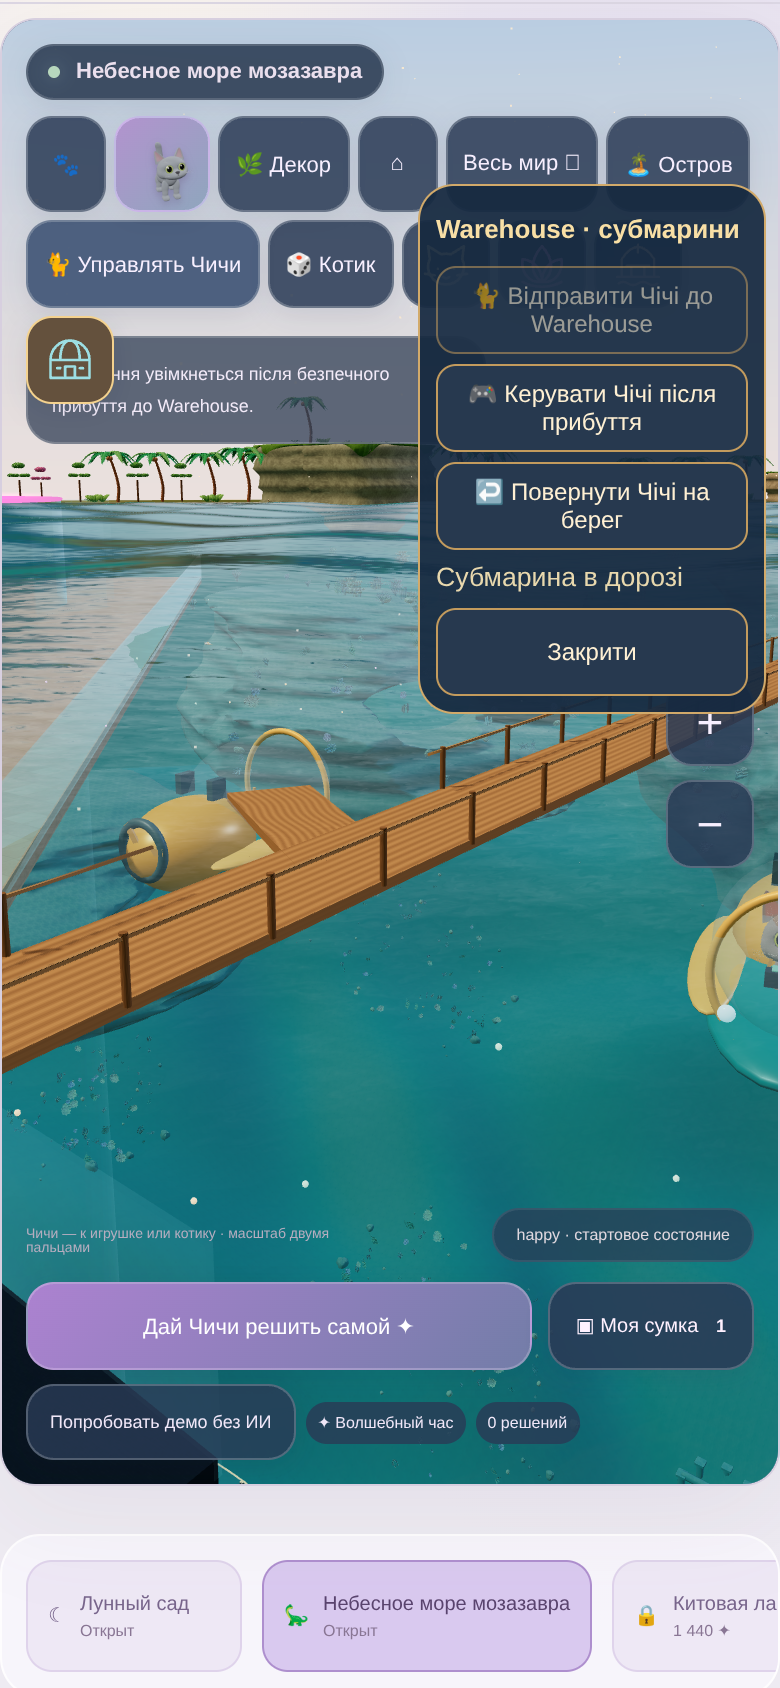 Небесное море мозазавра
🌿 Декор
Весь мир
🏝️ Остров
🐈 Управлять Чичи
🎲 Котик
Warehouse · субмарини
🐈 Відправити Чічі до
Warehouse
🎮 Керувати Чічі після
прибуття
↩️ Повернути Чічі на
берег
Субмарина в дорозі
Закрити
увімкнеться після безпечного
прибуття до Warehouse.
+
−
Чичи — к игрушке или котику · масштаб двумя
пальцами
happy · стартовое состояние
Дай Чичи решить самой ✦
▣ Моя сумка 1
Попробовать демо без ИИ
✦ Волшебный час
0 решений
☾ Лунный сад
Открыт
Небесное море мозазавра
Открыт
Китовая
1 440 ✦